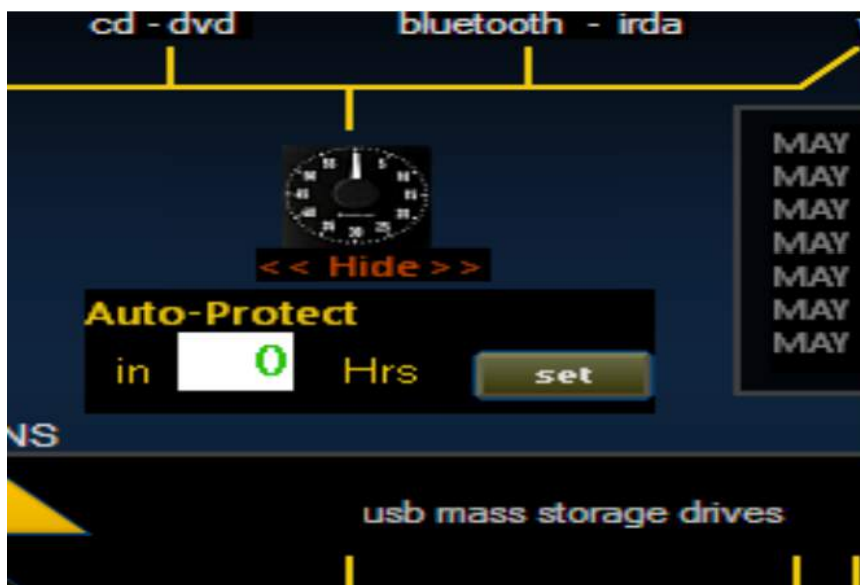 cd - dvd
bluetooth - irda
<< Hide >>
Auto-Protect
in 0 Hrs set
MAY
MAY
MAY
MAY
MAY
MAY
MAY
NS
usb mass storage drives